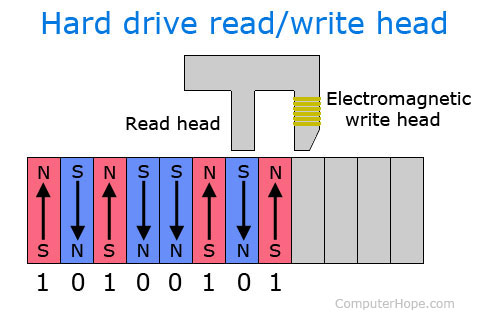 Hard drive read/write head
Read head
Electromagnetic
write head
N S N S S N S N
S N S N N S N S
1 0 1 0 0 1 0 1
ComputerHope.com